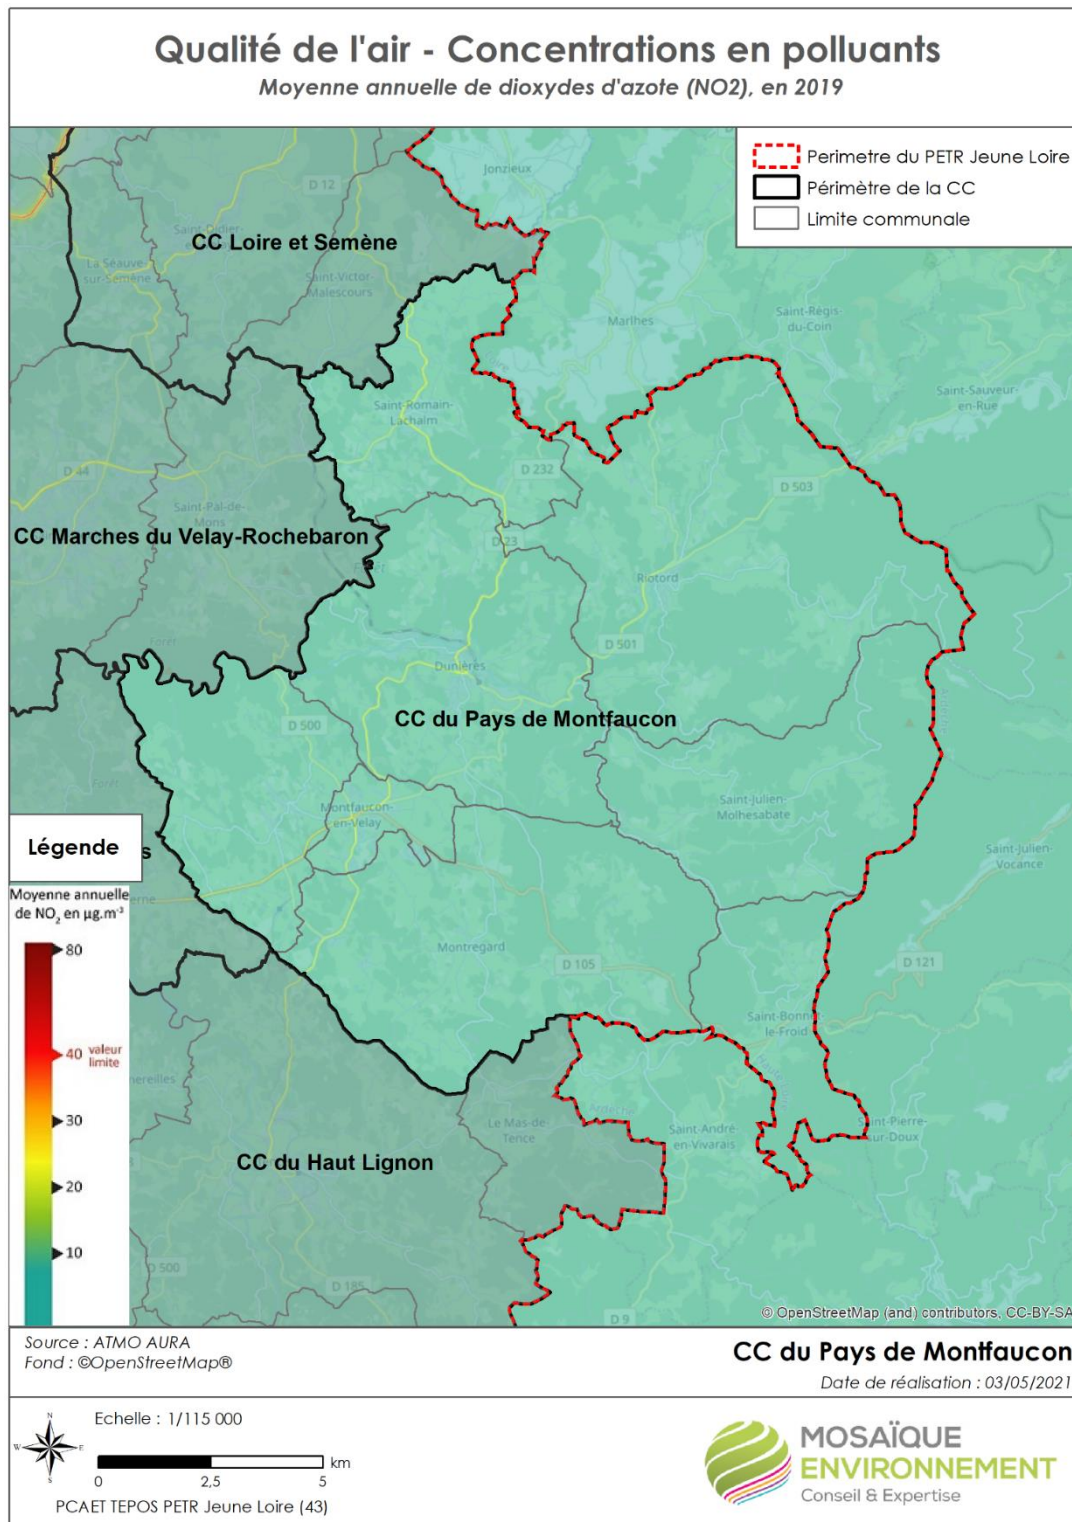 Qualité de l'air - Concentrations en polluants
Moyenne annuelle de dioxydes d'azote (NO2), en 2019
Perimetre du PETR Jeune Loire
Périmètre de la CC
Limite communale
Jonzieux
D 12
Saint-Didier-
CC Loire et Semène
La Séauve-
sur-Semène
Saint-Victor-
Malescours
Marlhes
Saint-Régis-
du-Coin
Saint-Sauveur-
en-Rue
Saint-Romain-
Lachalm
D 44
D 232
D 503
Saint-Pal-de-
Mons
CC Marches du Velay-Rochebaron
D 23
Forêt
Riotord
Forêt
D 501
Dunières
CC du Pays de Montfaucon
D 500
Forêt
Saint-Julien-
Molhesabate
Montfaucon-
en-Velay
Légende
s
Saint-Julien-
Vocance
Moyenne annuelle
de NO2 en µg.m-3
erne
Montregard
D 105
D 121
80
Saint-Bonnet-
le-Froid
40 valeur
limite
nereilles
Ardèche
Le Mas-de-
Tence
Saint-André-
en-Vivarais
Saint-Pierre-
sur-Doux
30
CC du Haut Lignon
20
10
D 500
D 185
D 9
© OpenStreetMap (and) contributors, CC-BY-SA
Source : ATMO AURA
Fond : ©OpenStreetMap®
CC du Pays de Montfaucon
Date de réalisation : 03/05/2021
N
W
E
S
Echelle : 1/115 000
0
2,5
5
km
PCAET TEPOS PETR Jeune Loire (43)
MOSAÏQUE
ENVIRONNEMENT
Conseil & Expertise